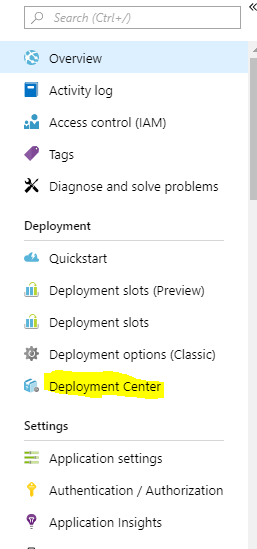 «
Search (Ctrl+/)
Overview
Activity log
Access control (IAM)
Tags
Diagnose and solve problems
Deployment
Quickstart
Deployment slots (Preview)
Deployment slots
Deployment options (Classic)
Deployment Center
Settings
Application settings
Authentication / Authorization
Application Insights